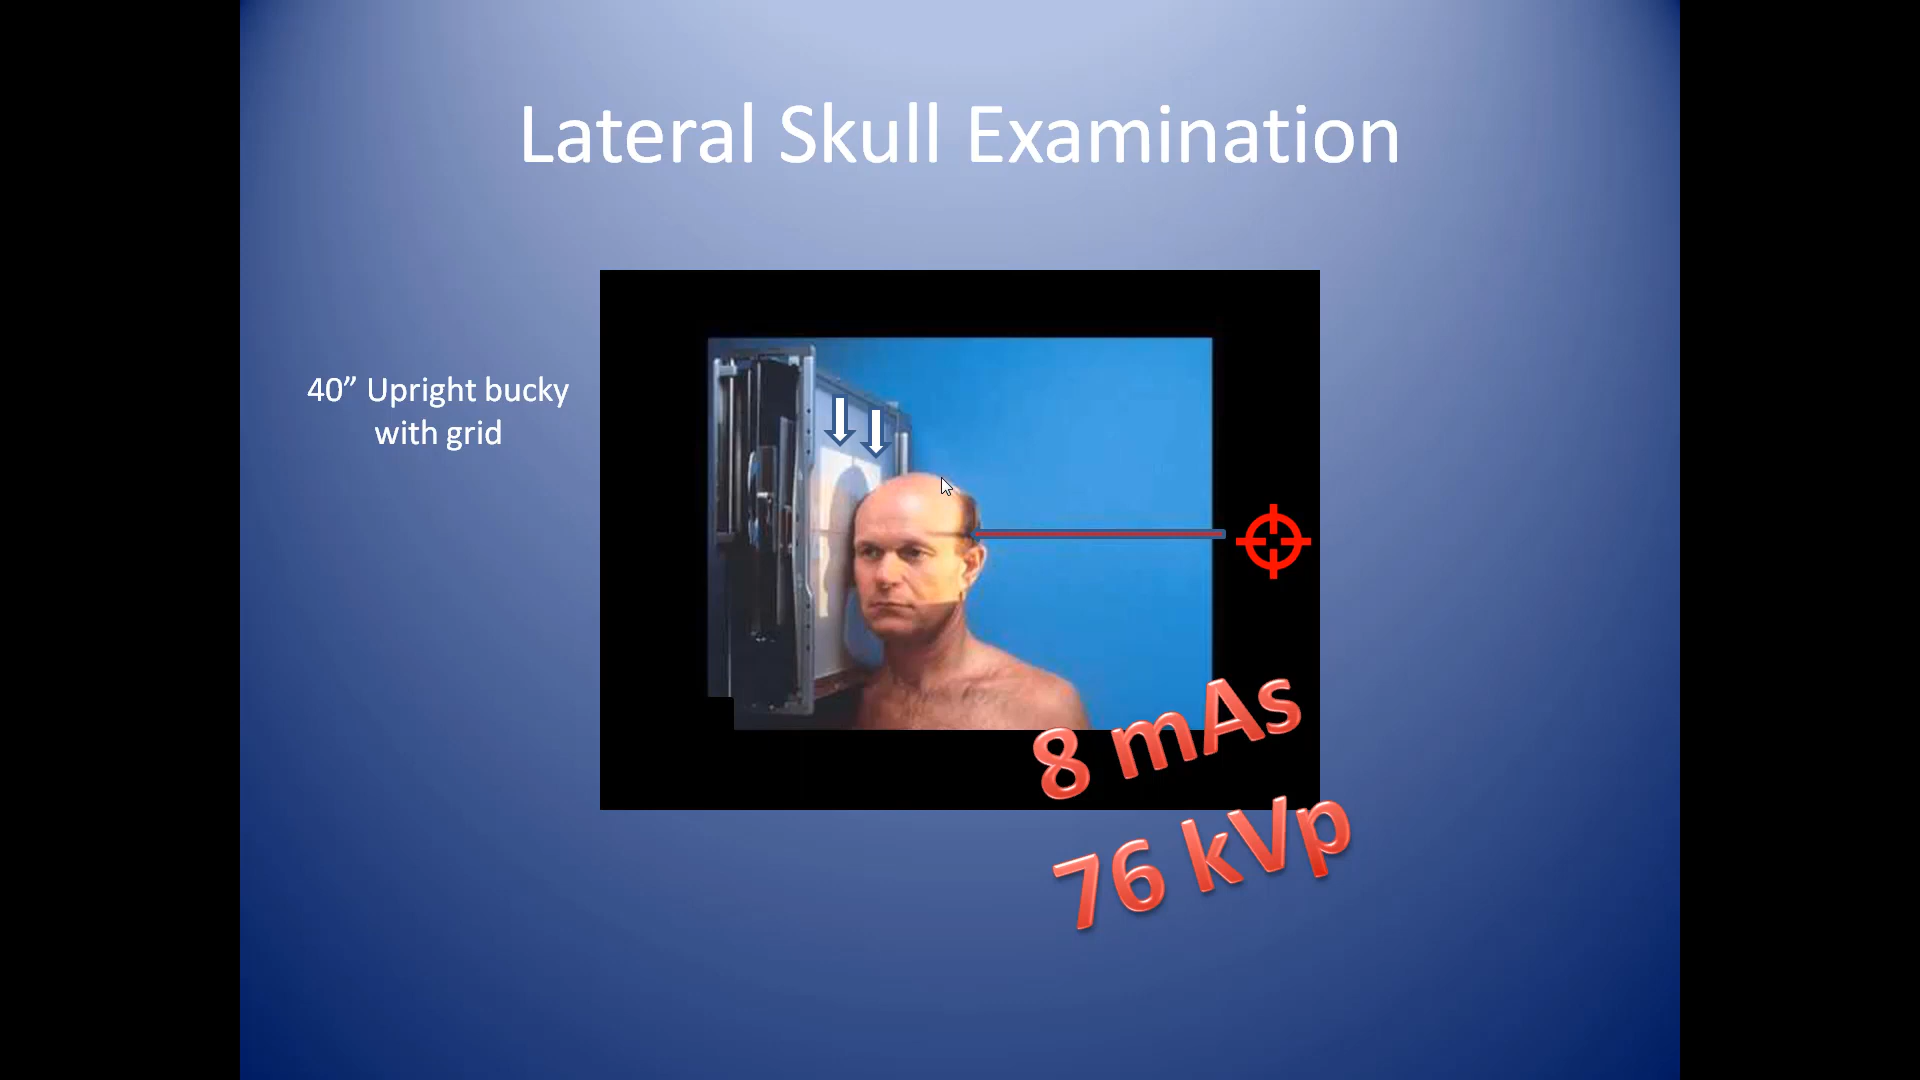 Lateral Skull Examination
40” Upright bucky
with grid
8 mAs
76 kVp